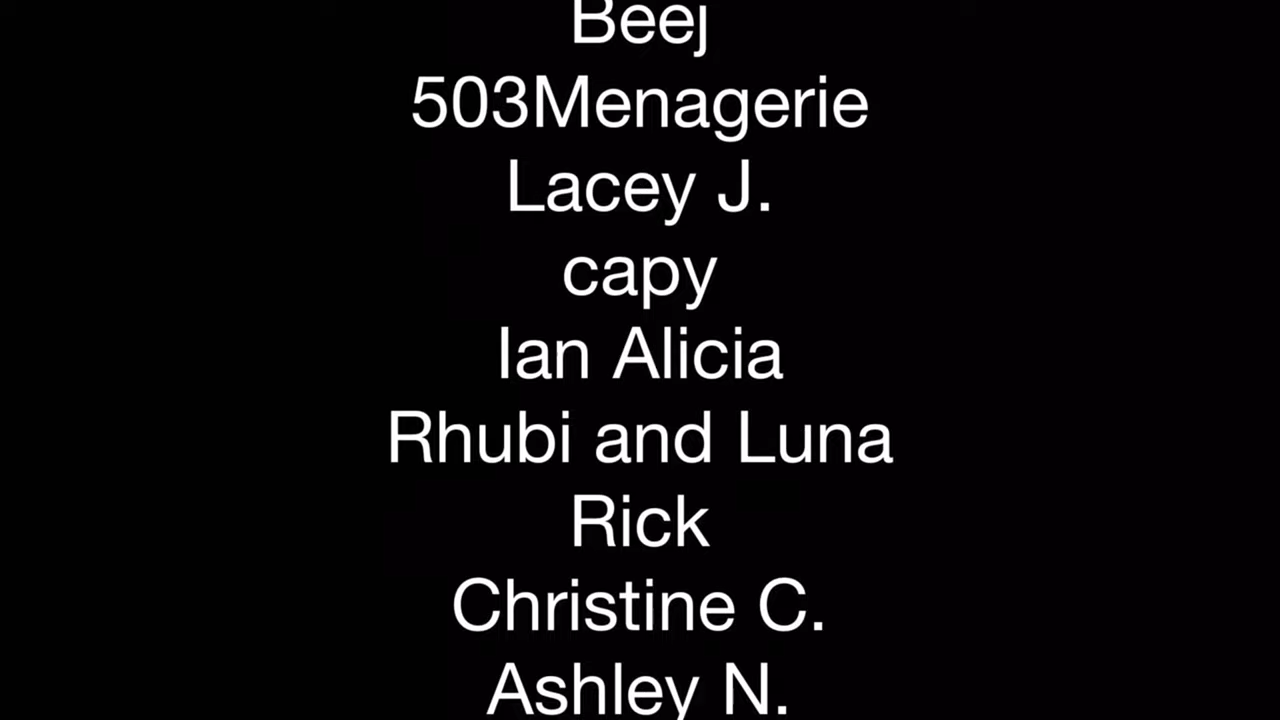 Beej
503Menagerie
Lacey J.
capy
Ian Alicia
Rhubi and Luna
Rick
Christine C.
Ashley N.